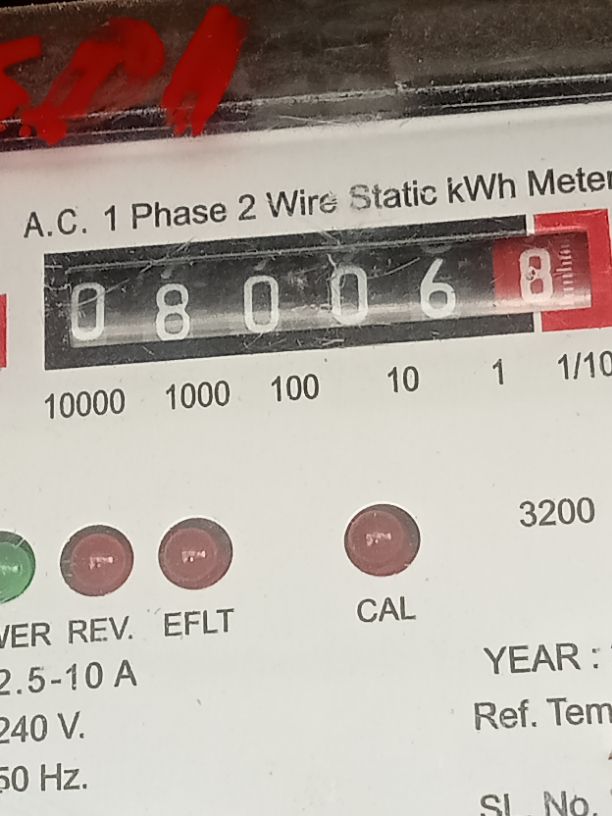 A.C. 1 Phase 2 Wire Static kWh Meter
0 8 0 0 6 8
10000 1000 100 10 1 1/10
3200
REV. EFLT CAL
2.5-10 A
YEAR :
240 V.
Ref. Tem
50 Hz.
SL. No.